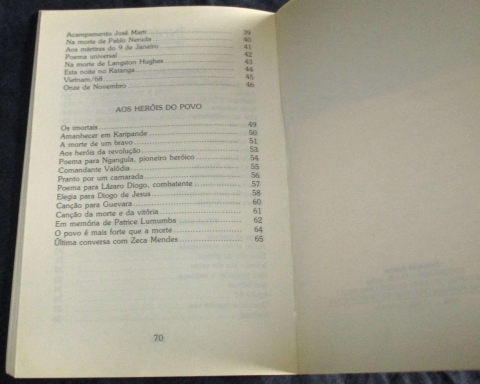 Acampamento José Marti 39
Na morte de Pablo Neruda 40
Aos mártires do 9 de Janeiro 41
Poema universal 42
Na morte de Langston Hughes 43
Esta noite no Katanga 44
Vietnam/68 45
Onze de Novembro 46
AOS HERÓIS DO POVO
Os imortais 49
Amanhecer em Karipande 50
A morte de um bravo 51
Aos heróis da revolução 53
Poema para Ngangula, pioneiro heróico 54
Comandante Valódia 55
Pranto por um camarada 56
Poema para Lázaro Diogo, combatente 57
Elegia para Diogo de Jesus 58
Canção para Guevara 60
Canção da morte e da vitória 61
Em memória de Patrice Lumumba 62
O povo é mais forte que a morte 64
Última conversa com Zeca Mendes 65
70